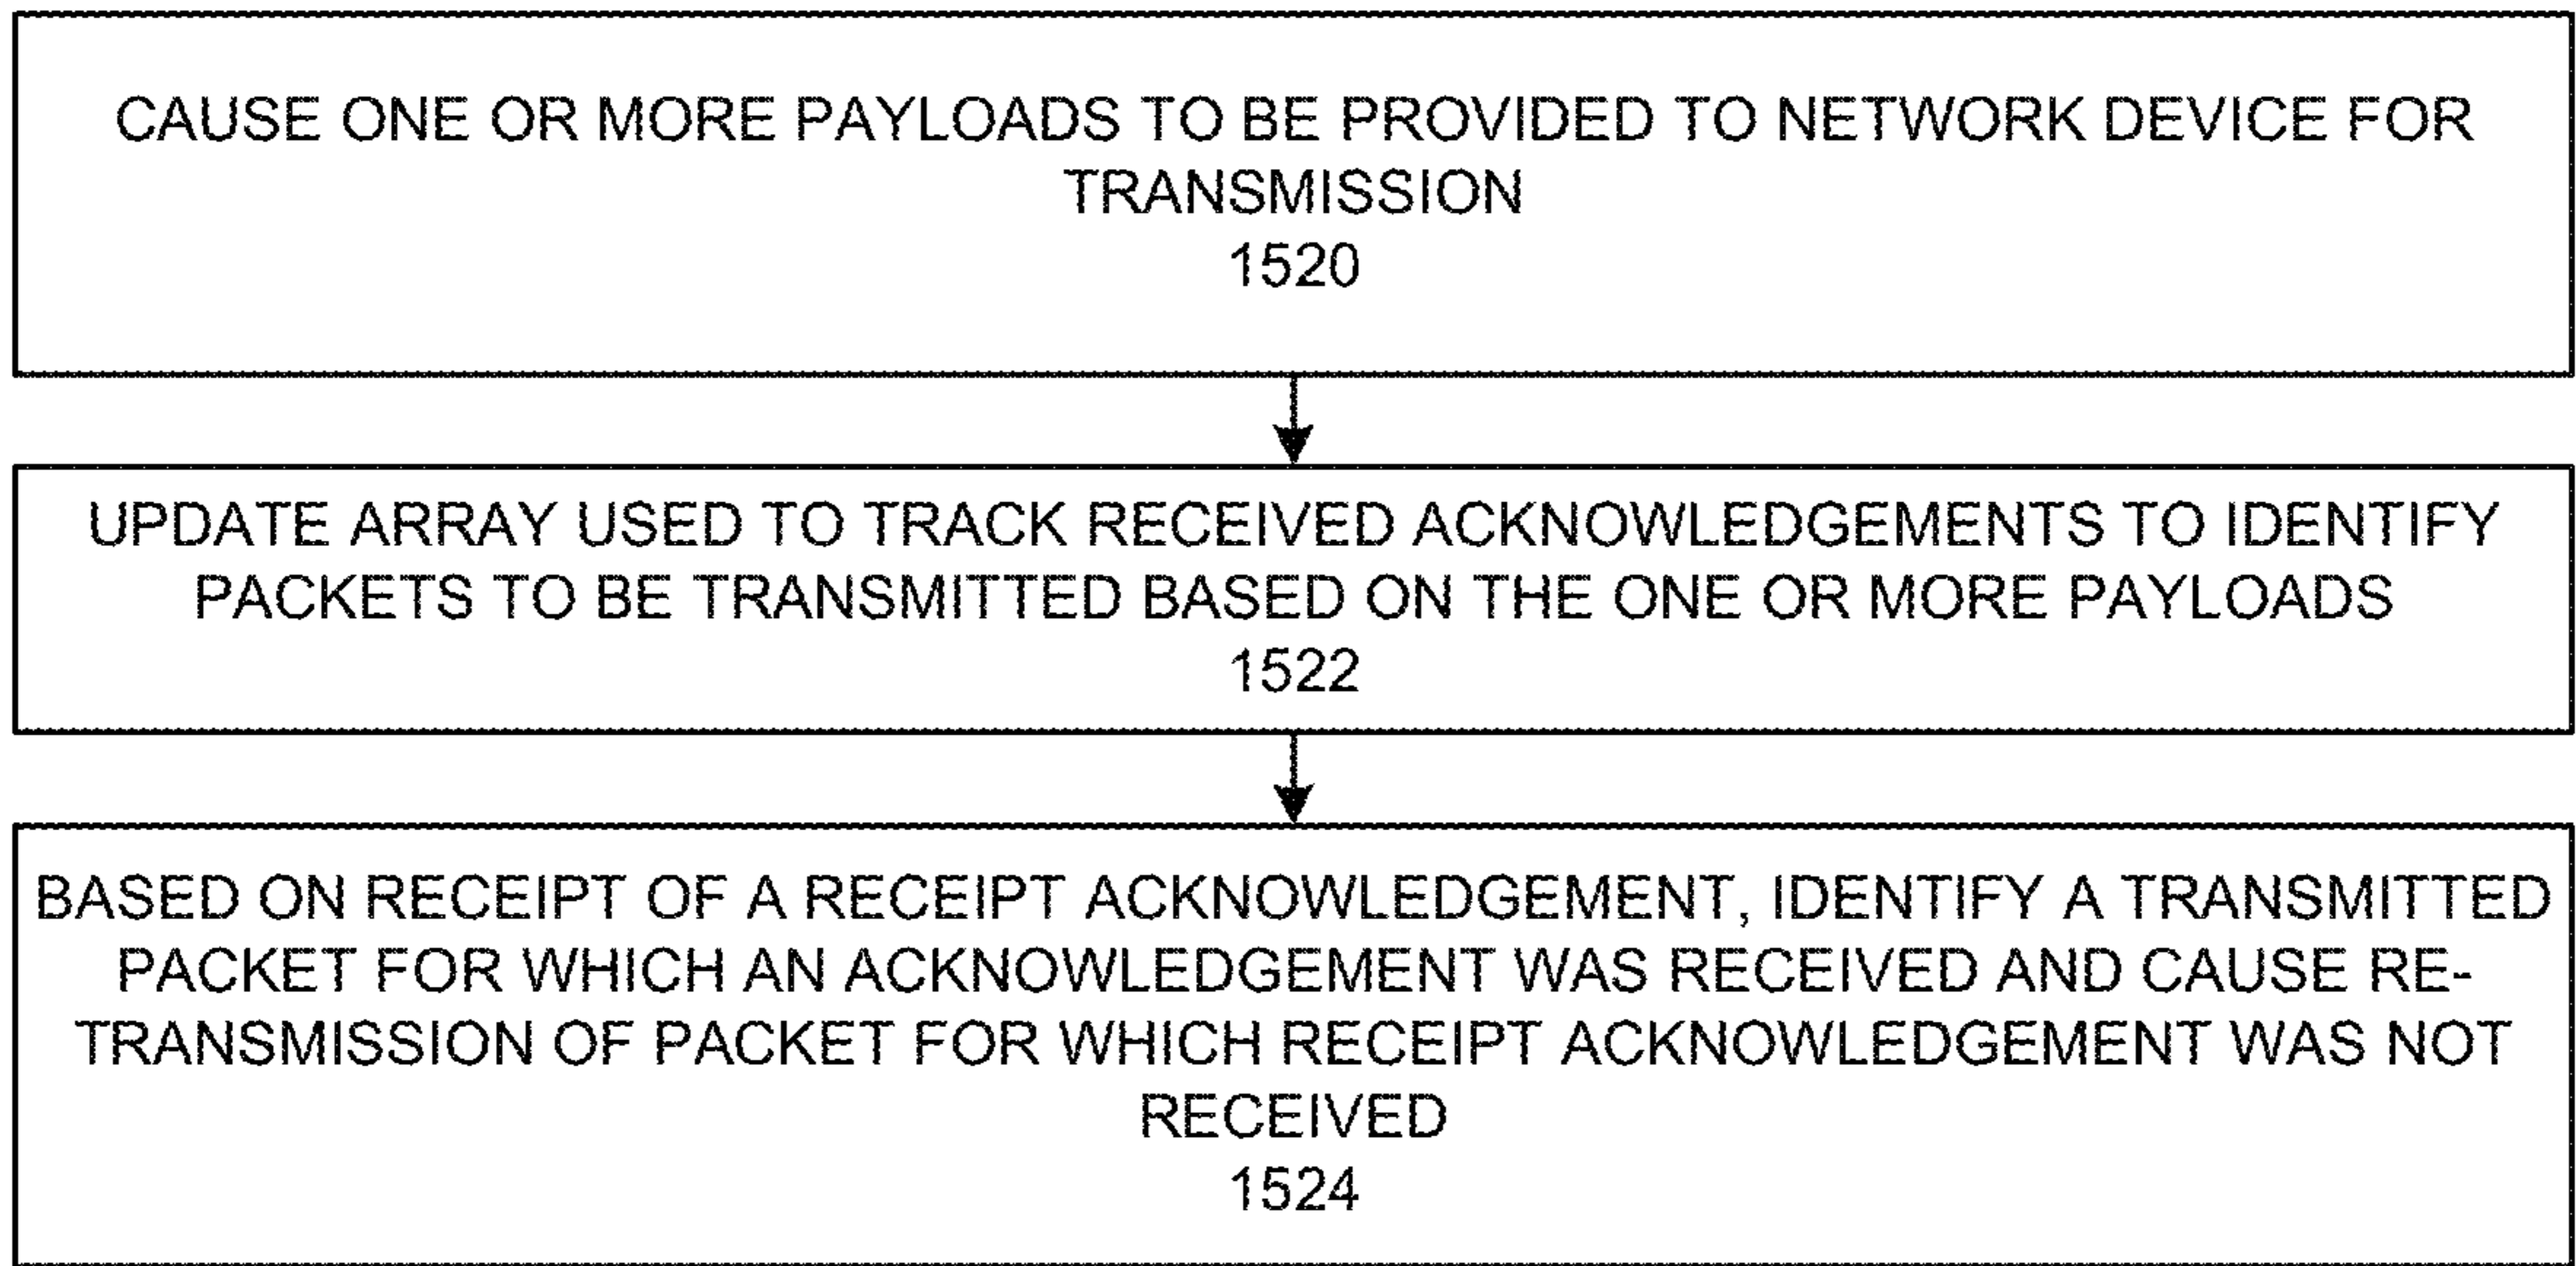 CAUSE ONE OR MORE PAYLOADS TO BE PROVIDED TO NETWORK DEVICE FOR
TRANSMISSION
1520
UPDATE ARRAY USED TO TRACK RECEIVED ACKNOWLEDGEMENTS TO IDENTIFY
PACKETS TO BE TRANSMITTED BASED ON THE ONE OR MORE PAYLOADS
1522
BASED ON RECEIPT OF A RECEIPT ACKNOWLEDGEMENT, IDENTIFY A TRANSMITTED
PACKET FOR WHICH AN ACKNOWLEDGEMENT WAS RECEIVED AND CAUSE RE-
TRANSMISSION OF PACKET FOR WHICH RECEIPT ACKNOWLEDGEMENT WAS NOT
RECEIVED
1524